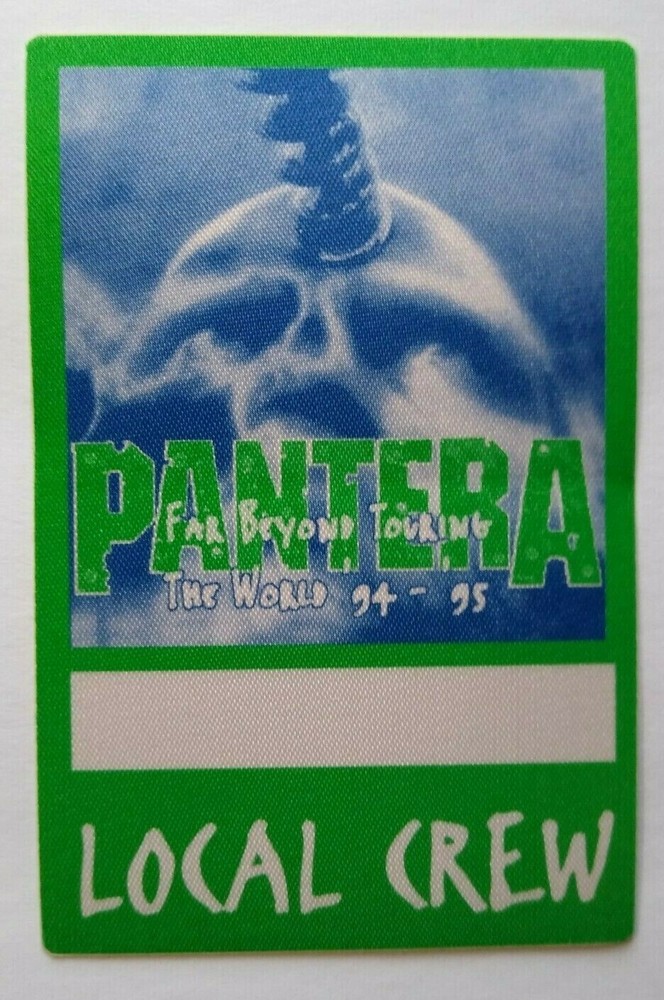 PANTERA
FAR BEYOND TOURING
THE WORLD 94 - 95
LOCAL CREW